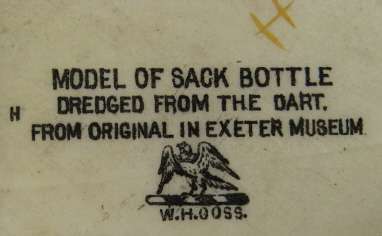 MODEL OF SACK BOTTLE
DREDGED FROM THE DART.
H
FROM ORIGINAL IN EXETER MUSEUM
W.H.GOSS.